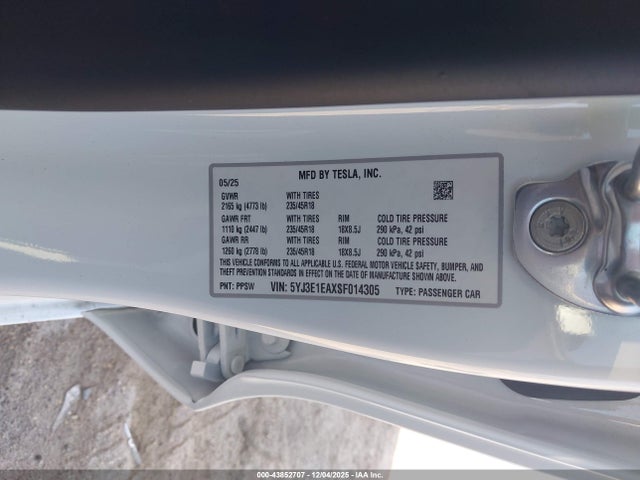 MFD BY TESLA, INC.
05/25
GVWR WITH TIRES
2165 kg (4773 lb) 235/45R18
GAWR FRT WITH TIRES RIM COLD TIRE PRESSURE
1110 kg (2447 lb) 235/45R18 18X8.5J 290 kPa, 42 psi
GAWR RR WITH TIRES RIM COLD TIRE PRESSURE
1260 kg (2778 lb) 235/45R18 18X8.5J 290 kPa, 42 psi
THIS VEHICLE CONFORMS TO ALL APPLICABLE U.S. FEDERAL MOTOR VEHICLE SAFETY, BUMPER, AND
THEFT PREVENTION STANDARDS IN EFFECT ON THE DATE OF MANUFACTURE SHOWN ABOVE.
PNT: PPSW VIN: 5YJ3E1EAXSF014305 TYPE: PASSENGER CAR
000-43852707 - 12/04/2025 - IAA Inc.